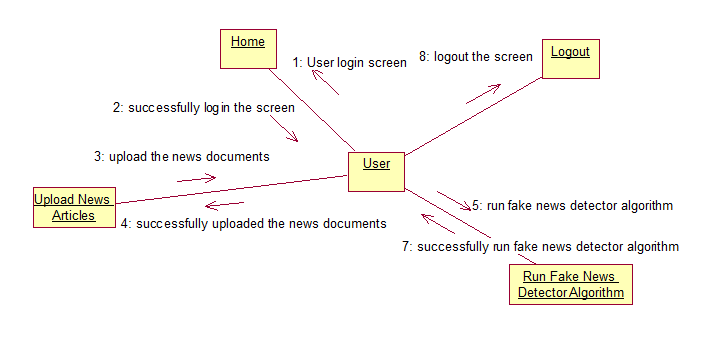 Home
1: User login screen
8: logout the screen
Logout
2: successfully login the screen
3: upload the news documents
User
Upload News
Articles
4: successfully uploaded the news documents
5: run fake news detector algorithm
7: successfully run fake news detector algorithm
Run Fake News
Detector Algorithm